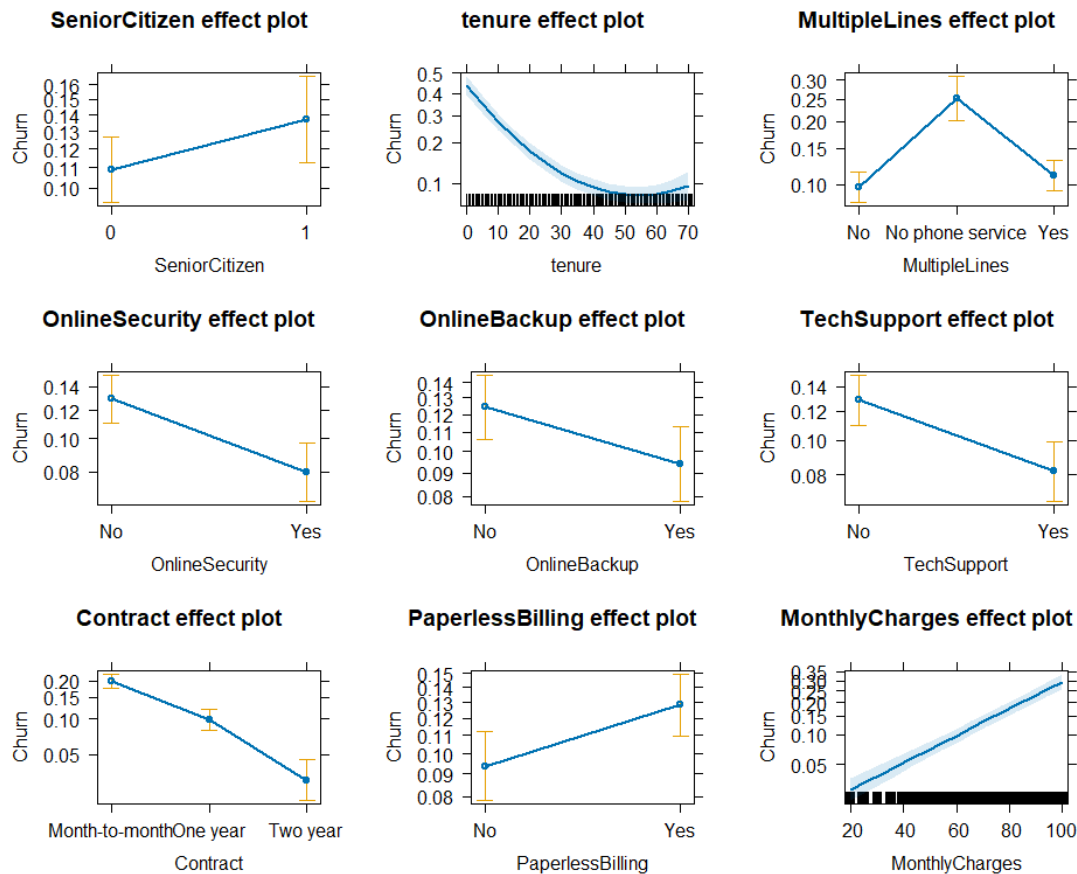 SeniorCitizen effect plot
Churn
0.16
0.15
0.14
0.13
0.12
0.11
0.10
0 1
SeniorCitizen
tenure effect plot
Churn
0.5
0.4
0.3
0.2
0.1
0 10 20 30 40 50 60 70
tenure
MultipleLines effect plot
Churn
0.30
0.25
0.20
0.15
0.10
No No phone service Yes
MultipleLines
OnlineSecurity effect plot
Churn
0.14
0.12
0.10
0.08
No Yes
OnlineSecurity
OnlineBackup effect plot
Churn
0.14
0.13
0.12
0.11
0.10
0.09
0.08
No Yes
OnlineBackup
TechSupport effect plot
Churn
0.14
0.12
0.10
0.08
No Yes
TechSupport
Contract effect plot
Churn
0.20
0.15
0.10
0.05
Month-to-month One year Two year
Contract
PaperlessBilling effect plot
Churn
0.15
0.14
0.13
0.12
0.11
0.10
0.09
0.08
No Yes
PaperlessBilling
MonthlyCharges effect plot
Churn
0.35
0.30
0.25
0.20
0.15
0.10
0.05
20 40 60 80 100
MonthlyCharges